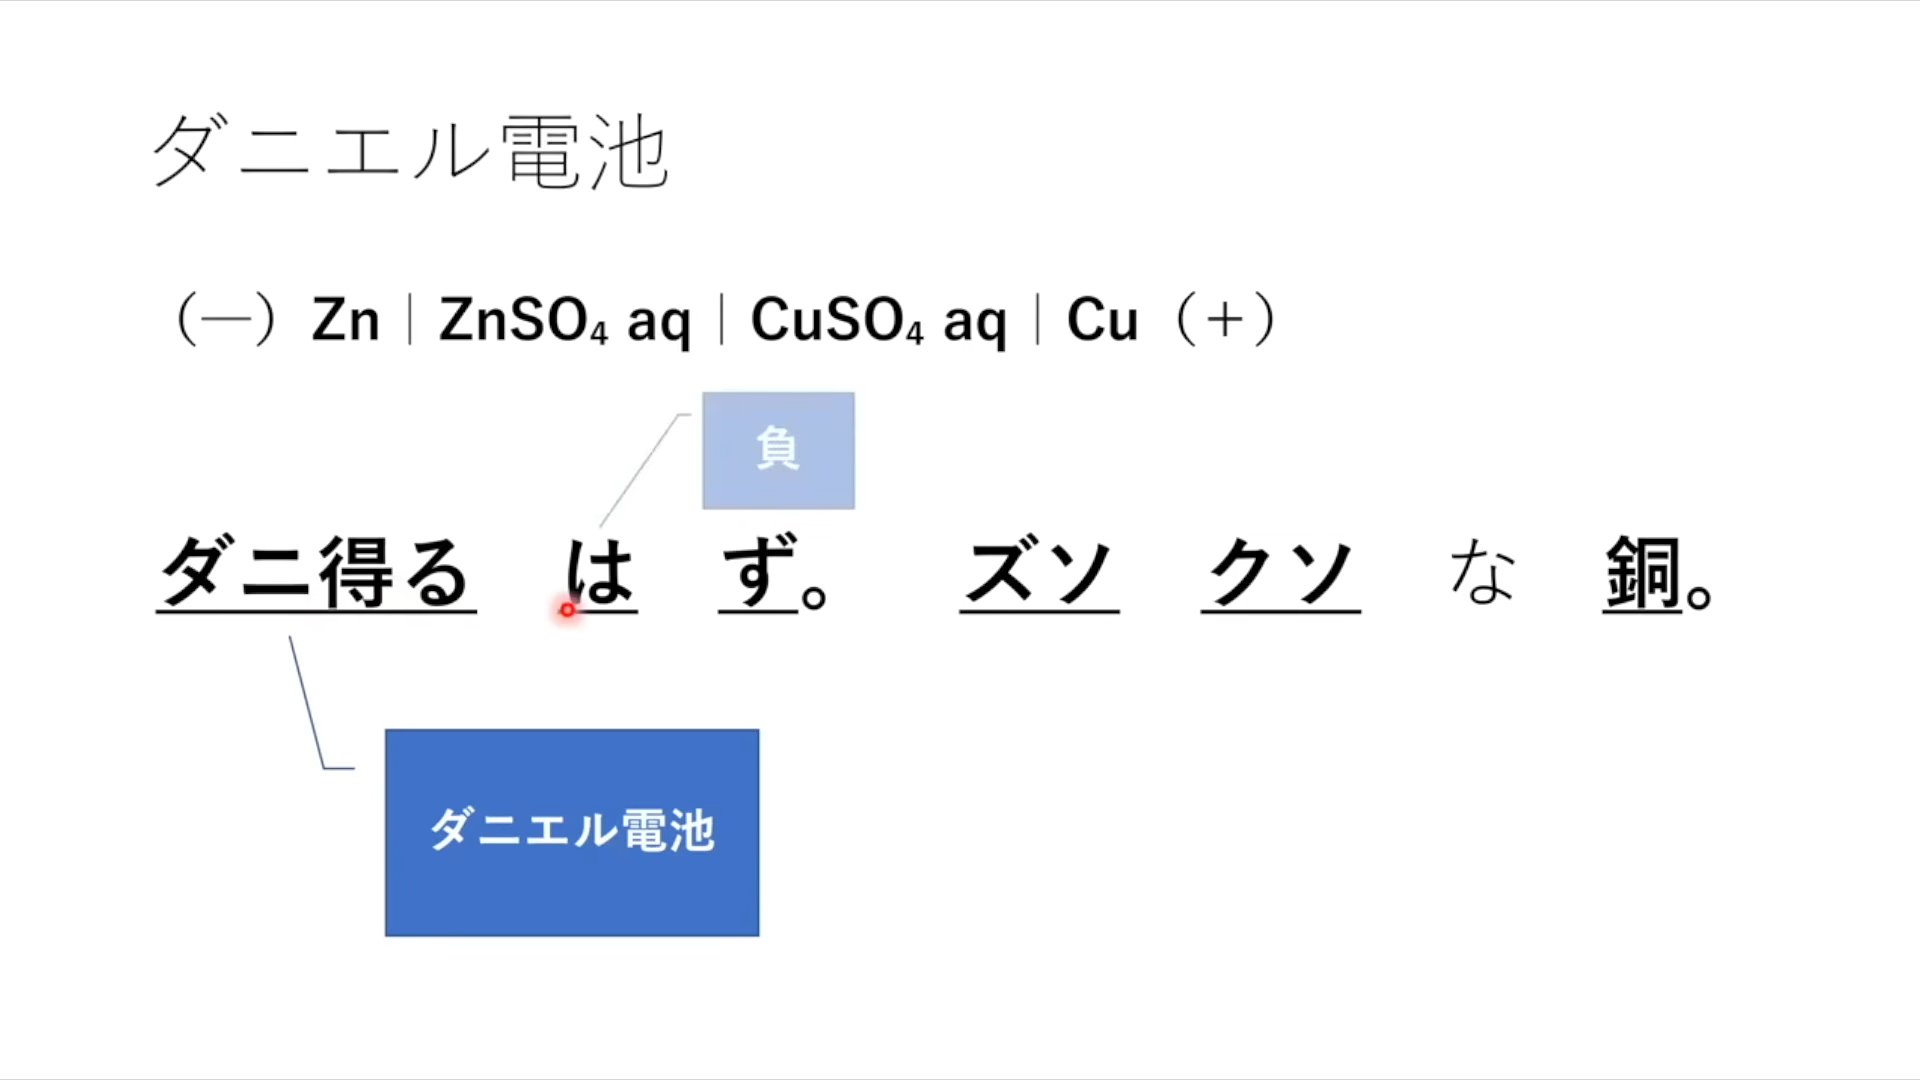 ダニエル電池
（―）Zn｜ZnSO₄ aq｜CuSO₄ aq｜Cu（＋）
負
ダニ得る は ず。 ズソ クソ な 銅。
ダニエル電池